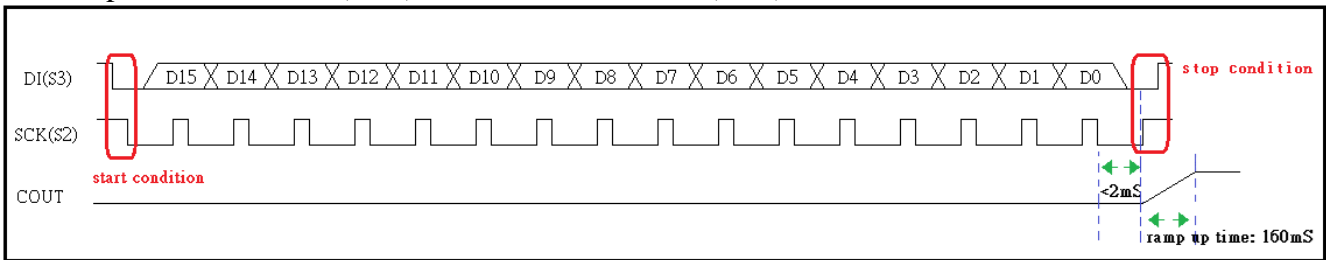 DI(S3) D15 D14 D13 D12 D11 D10 D9 D8 D7 D6 D5 D4 D3 D2 D1 D0 stop condition
SCK(S2)
start condition
<2mS
COUT
ramp up time: 160mS